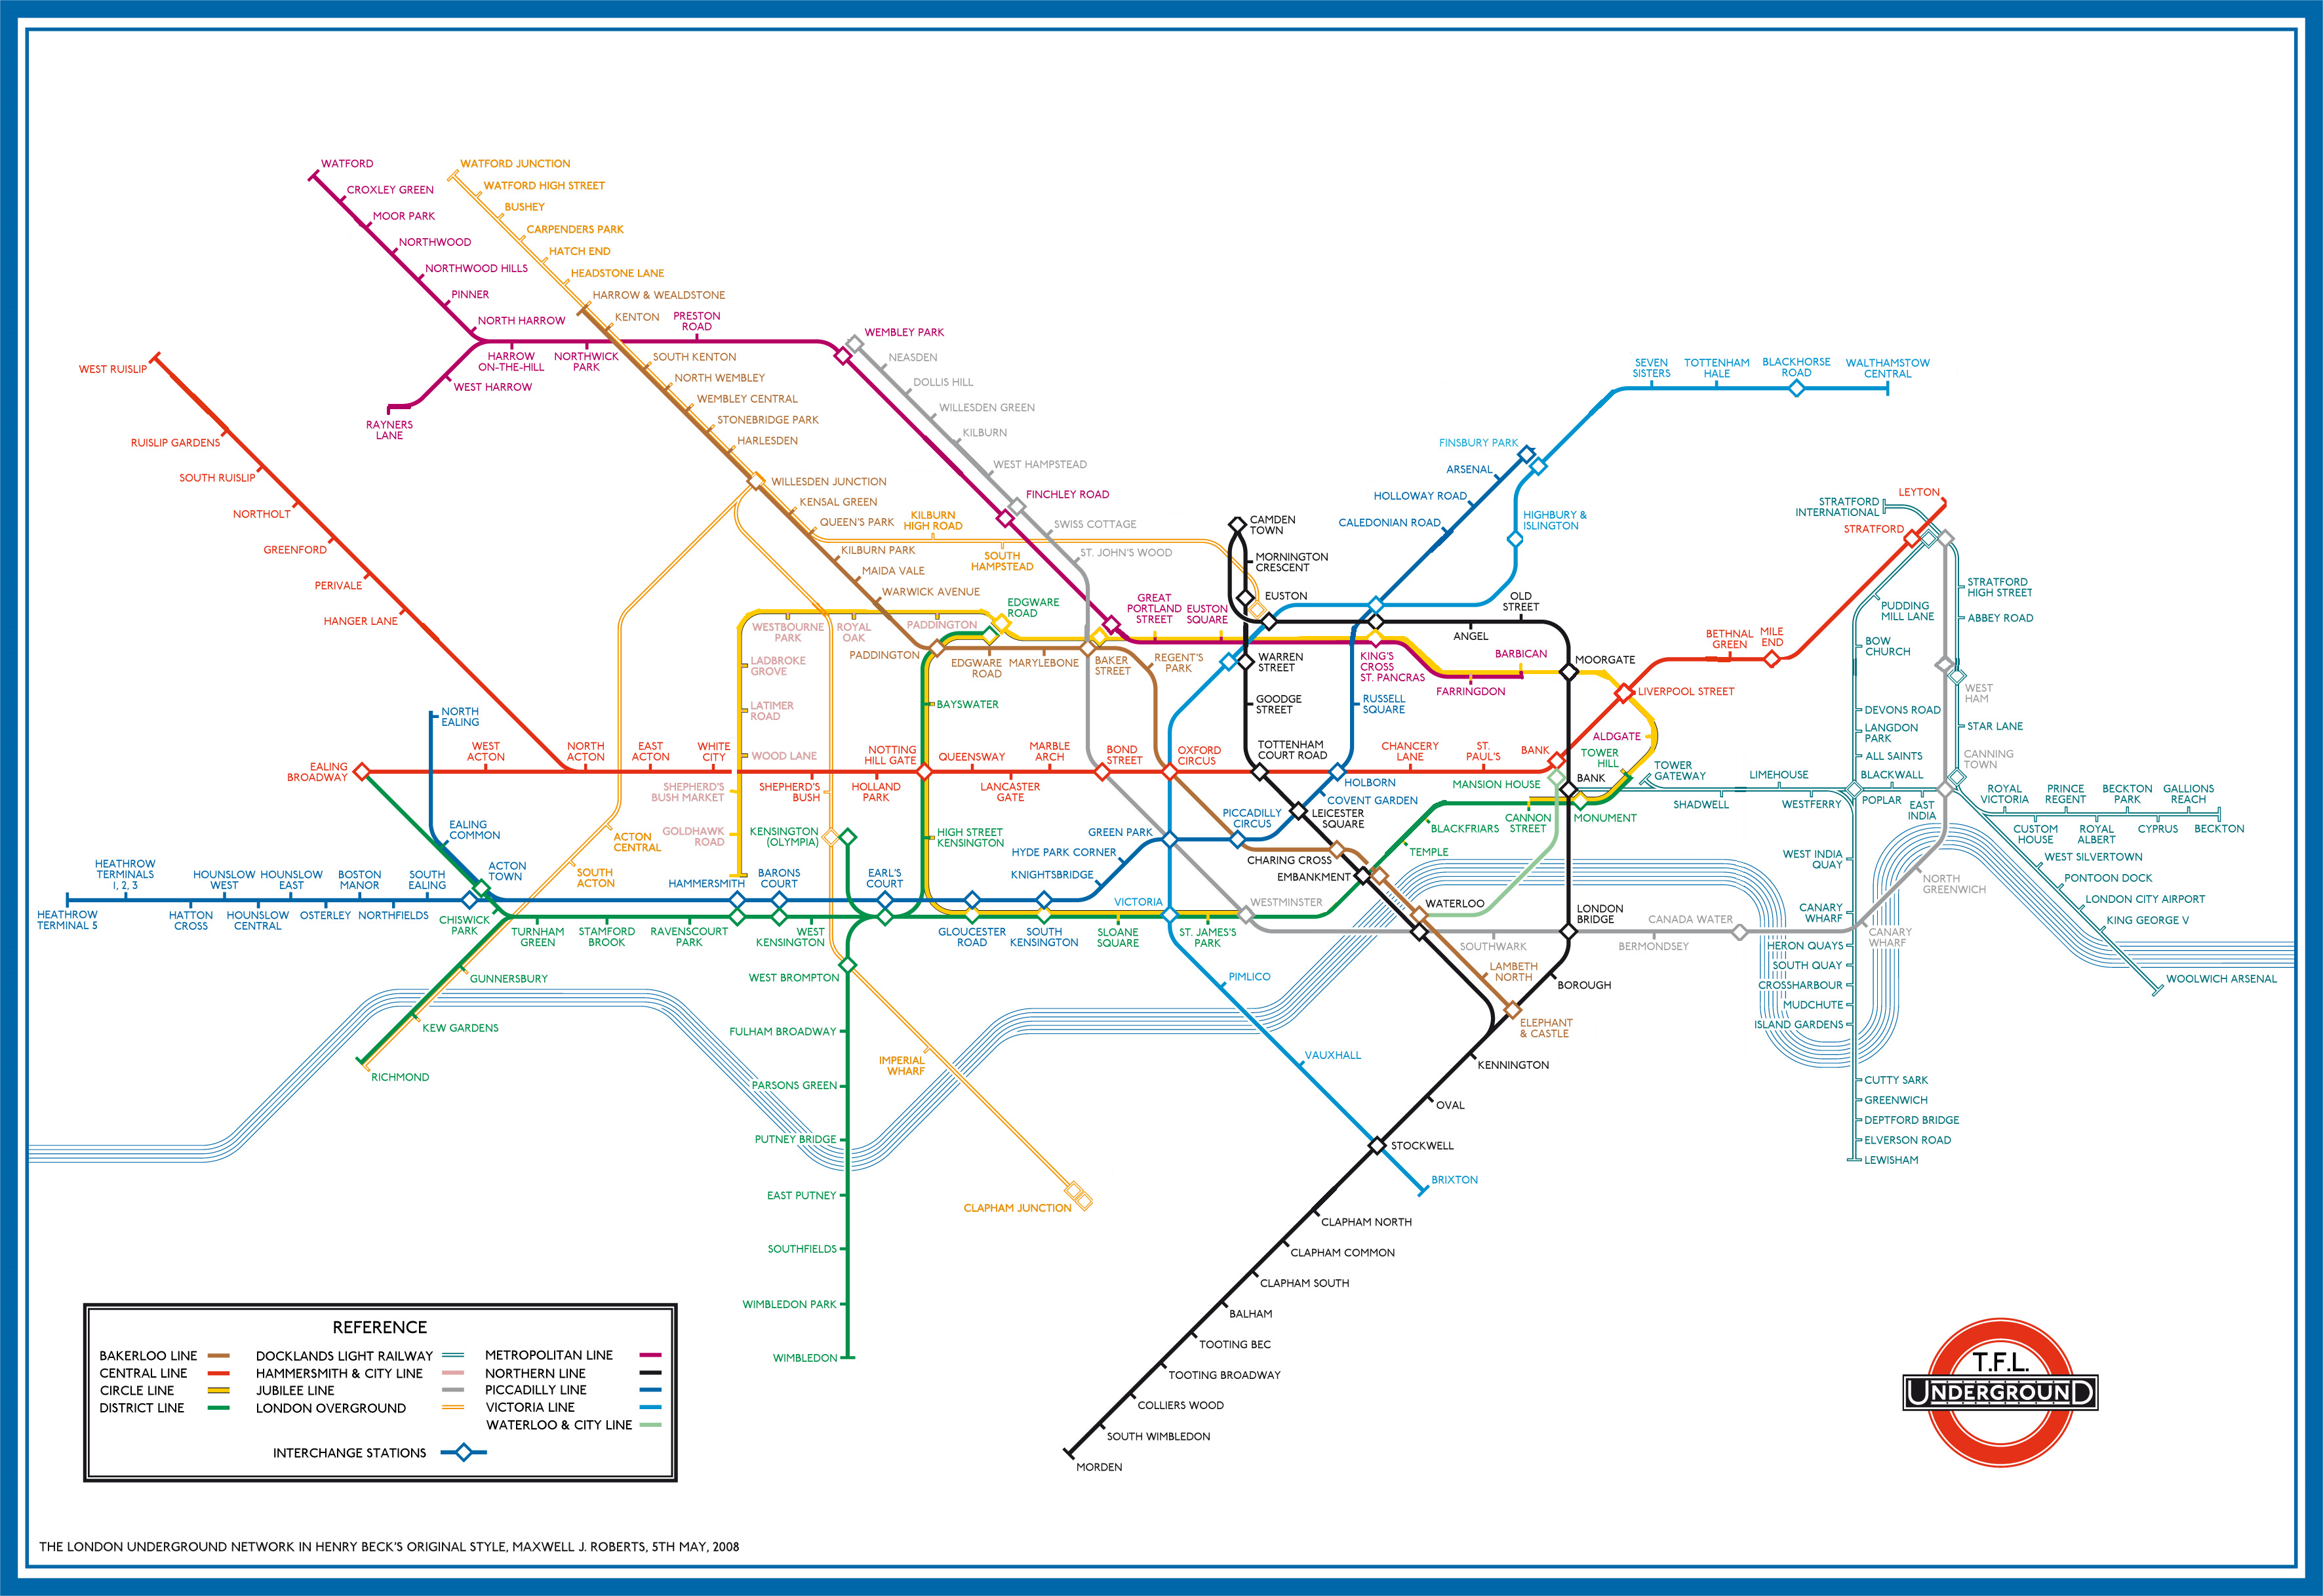 WATFORD
CROXLEY GREEN
MOOR PARK
NORTHWOOD
NORTHWOOD HILLS
PINNER
NORTH HARROW
HARROW
ON-THE-HILL
NORTHWICK
PARK
PRESTON
ROAD
WEST HARROW
RAYNERS
LANE
WATFORD JUNCTION
WATFORD HIGH STREET
BUSHEY
CARPENDERS PARK
HATCH END
HEADSTONE LANE
HARROW & WEALDSTONE
KENTON
SOUTH KENTON
NORTH WEMBLEY
WEMBLEY CENTRAL
STONEBRIDGE PARK
HARLESDEN
WILLESDEN JUNCTION
KENSAL GREEN
QUEEN'S PARK
KILBURN PARK
MAIDA VALE
WARWICK AVENUE
PADDINGTON
KILBURN
HIGH ROAD
SOUTH
HAMPSTEAD
WEMBLEY PARK
NEASDEN
DOLLIS HILL
WILLESDEN GREEN
KILBURN
WEST HAMPSTEAD
FINCHLEY ROAD
SWISS COTTAGE
ST. JOHN'S WOOD
WEST RUISLIP
RUISLIP GARDENS
SOUTH RUISLIP
NORTHOLT
GREENFORD
PERIVALE
HANGER LANE
SEVEN
SISTERS
TOTTENHAM
HALE
BLACKHORSE
ROAD
WALTHAMSTOW
CENTRAL
FINSBURY PARK
ARSENAL
HOLLOWAY ROAD
CALEDONIAN ROAD
HIGHBURY &
ISLINGTON
CAMDEN
TOWN
MORNINGTON
CRESCENT
EUSTON
OLD
STREET
ANGEL
LEYTON
STRATFORD
INTERNATIONAL
STRATFORD
STRATFORD
HIGH STREET
ABBEY ROAD
PUDDING
MILL LANE
BOW
CHURCH
WEST
HAM
DEVONS ROAD
LANGDON
PARK
STAR LANE
ALL SAINTS
CANNING
TOWN
BETHNAL
GREEN
MILE
END
EDGWARE
ROAD
GREAT
PORTLAND
STREET
EUSTON
SQUARE
WESTBOURNE
PARK
ROYAL
OAK
PADDINGTON
EDGWARE
ROAD
MARYLEBONE
BAKER
STREET
REGENT'S
PARK
WARREN
STREET
KING'S
CROSS
ST. PANCRAS
BARBICAN
FARRINGDON
MOORGATE
LIVERPOOL STREET
LADBROKE
GROVE
LATIMER
ROAD
WOOD LANE
SHEPHERD'S
BUSH MARKET
GOLDHAWK
ROAD
BAYSWATER
GOODGE
STREET
RUSSELL
SQUARE
ALDGATE
NORTH
EALING
EALING
BROADWAY
WEST
ACTON
NORTH
ACTON
EAST
ACTON
WHITE
CITY
SHEPHERD'S
BUSH
HOLLAND
PARK
NOTTING
HILL GATE
QUEENSWAY
LANCASTER
GATE
MARBLE
ARCH
BOND
STREET
OXFORD
CIRCUS
TOTTENHAM
COURT ROAD
HOLBORN
CHANCERY
LANE
ST.
PAUL'S
BANK
TOWER
HILL
TOWER
GATEWAY
BANK
MANSION HOUSE
SHADWELL
LIMEHOUSE
WESTFERRY
BLACKWALL
POPLAR
EAST
INDIA
ROYAL
VICTORIA
PRINCE
REGENT
BECKTON
PARK
GALLIONS
REACH
CUSTOM
HOUSE
ROYAL
ALBERT
CYPRUS
BECKTON
EALING
COMMON
ACTON
CENTRAL
SOUTH
ACTON
KENSINGTON
(OLYMPIA)
HIGH STREET
KENSINGTON
GREEN PARK
HYDE PARK CORNER
KNIGHTSBRIDGE
PICCADILLY
CIRCUS
COVENT GARDEN
LEICESTER
SQUARE
CHARING CROSS
EMBANKMENT
TEMPLE
BLACKFRIARS
CANNON
STREET
MONUMENT
HEATHROW
TERMINALS
1, 2, 3
HEATHROW
TERMINAL 5
HATTON
CROSS
HOUNSLOW
WEST
HOUNSLOW
CENTRAL
HOUNSLOW
EAST
OSTERLEY
BOSTON
MANOR
NORTHFIELDS
SOUTH
EALING
ACTON
TOWN
CHISWICK
PARK
TURNHAM
GREEN
STAMFORD
BROOK
RAVENSCOURT
PARK
HAMMERSMITH
BARONS
COURT
WEST
KENSINGTON
EARL'S
COURT
GLOUCESTER
ROAD
SOUTH
KENSINGTON
SLOANE
SQUARE
VICTORIA
ST. JAMES'S
PARK
WESTMINSTER
WATERLOO
SOUTHWARK
LONDON
BRIDGE
BERMONDSEY
CANADA WATER
WEST INDIA
QUAY
CANARY
WHARF
CANARY
WHARF
NORTH
GREENWICH
HERON QUAYS
SOUTH QUAY
CROSSHARBOUR
MUDCHUTE
ISLAND GARDENS
CUTTY SARK
GREENWICH
DEPTFORD BRIDGE
ELVERSON ROAD
LEWISHAM
WEST SILVERTOWN
PONTOON DOCK
LONDON CITY AIRPORT
KING GEORGE V
WOOLWICH ARSENAL
GUNNERSBURY
KEW GARDENS
RICHMOND
WEST BROMPTON
FULHAM BROADWAY
PARSONS GREEN
PUTNEY BRIDGE
EAST PUTNEY
SOUTHFIELDS
WIMBLEDON PARK
WIMBLEDON
IMPERIAL
WHARF
CLAPHAM JUNCTION
PIMLICO
VAUXHALL
LAMBETH
NORTH
ELEPHANT
& CASTLE
BOROUGH
KENNINGTON
OVAL
STOCKWELL
BRIXTON
CLAPHAM NORTH
CLAPHAM COMMON
CLAPHAM SOUTH
BALHAM
TOOTING BEC
TOOTING BROADWAY
COLLIERS WOOD
SOUTH WIMBLEDON
MORDEN
REFERENCE
BAKERLOO LINE
CENTRAL LINE
CIRCLE LINE
DISTRICT LINE
DOCKLANDS LIGHT RAILWAY
HAMMERSMITH & CITY LINE
JUBILEE LINE
LONDON OVERGROUND
METROPOLITAN LINE
NORTHERN LINE
PICCADILLY LINE
VICTORIA LINE
WATERLOO & CITY LINE
INTERCHANGE STATIONS
T.F.L.
UNDERGROUND
THE LONDON UNDERGROUND NETWORK IN HENRY BECK'S ORIGINAL STYLE, MAXWELL J. ROBERTS, 5TH MAY, 2008